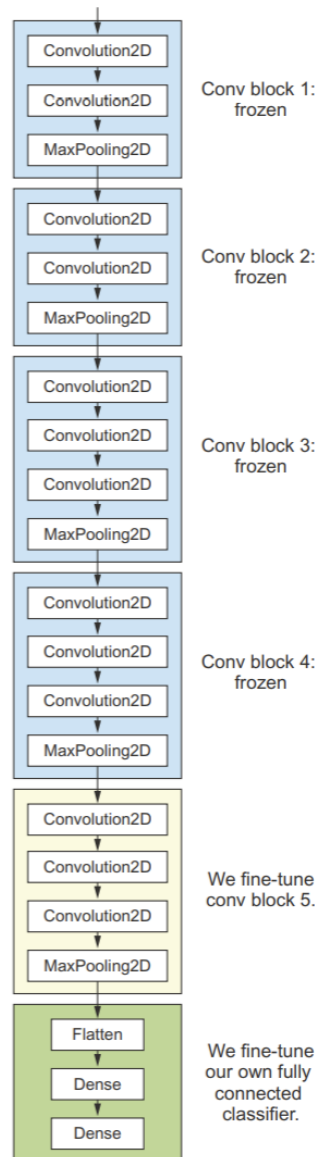 Convolution2D
Convolution2D
MaxPooling2D
Conv block 1:
frozen
Convolution2D
Convolution2D
MaxPooling2D
Conv block 2:
frozen
Convolution2D
Convolution2D
Convolution2D
MaxPooling2D
Conv block 3:
frozen
Convolution2D
Convolution2D
Convolution2D
MaxPooling2D
Conv block 4:
frozen
Convolution2D
Convolution2D
Convolution2D
MaxPooling2D
We fine-tune
conv block 5.
Flatten
Dense
Dense
We fine-tune
our own fully
connected
classifier.